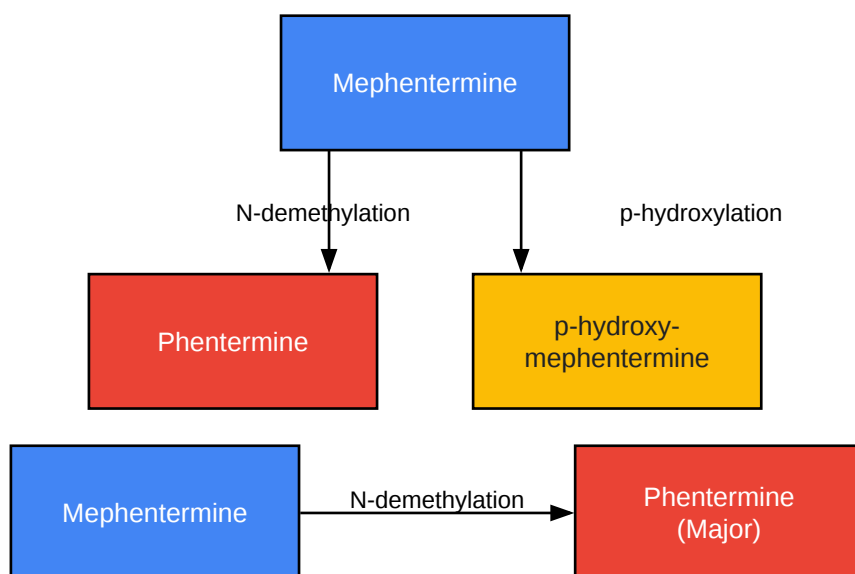 Mephentermine
N-demethylation
p-hydroxylation
Phentermine
p-hydroxy-
mephentermine
Mephentermine
N-demethylation
Phentermine
(Major)